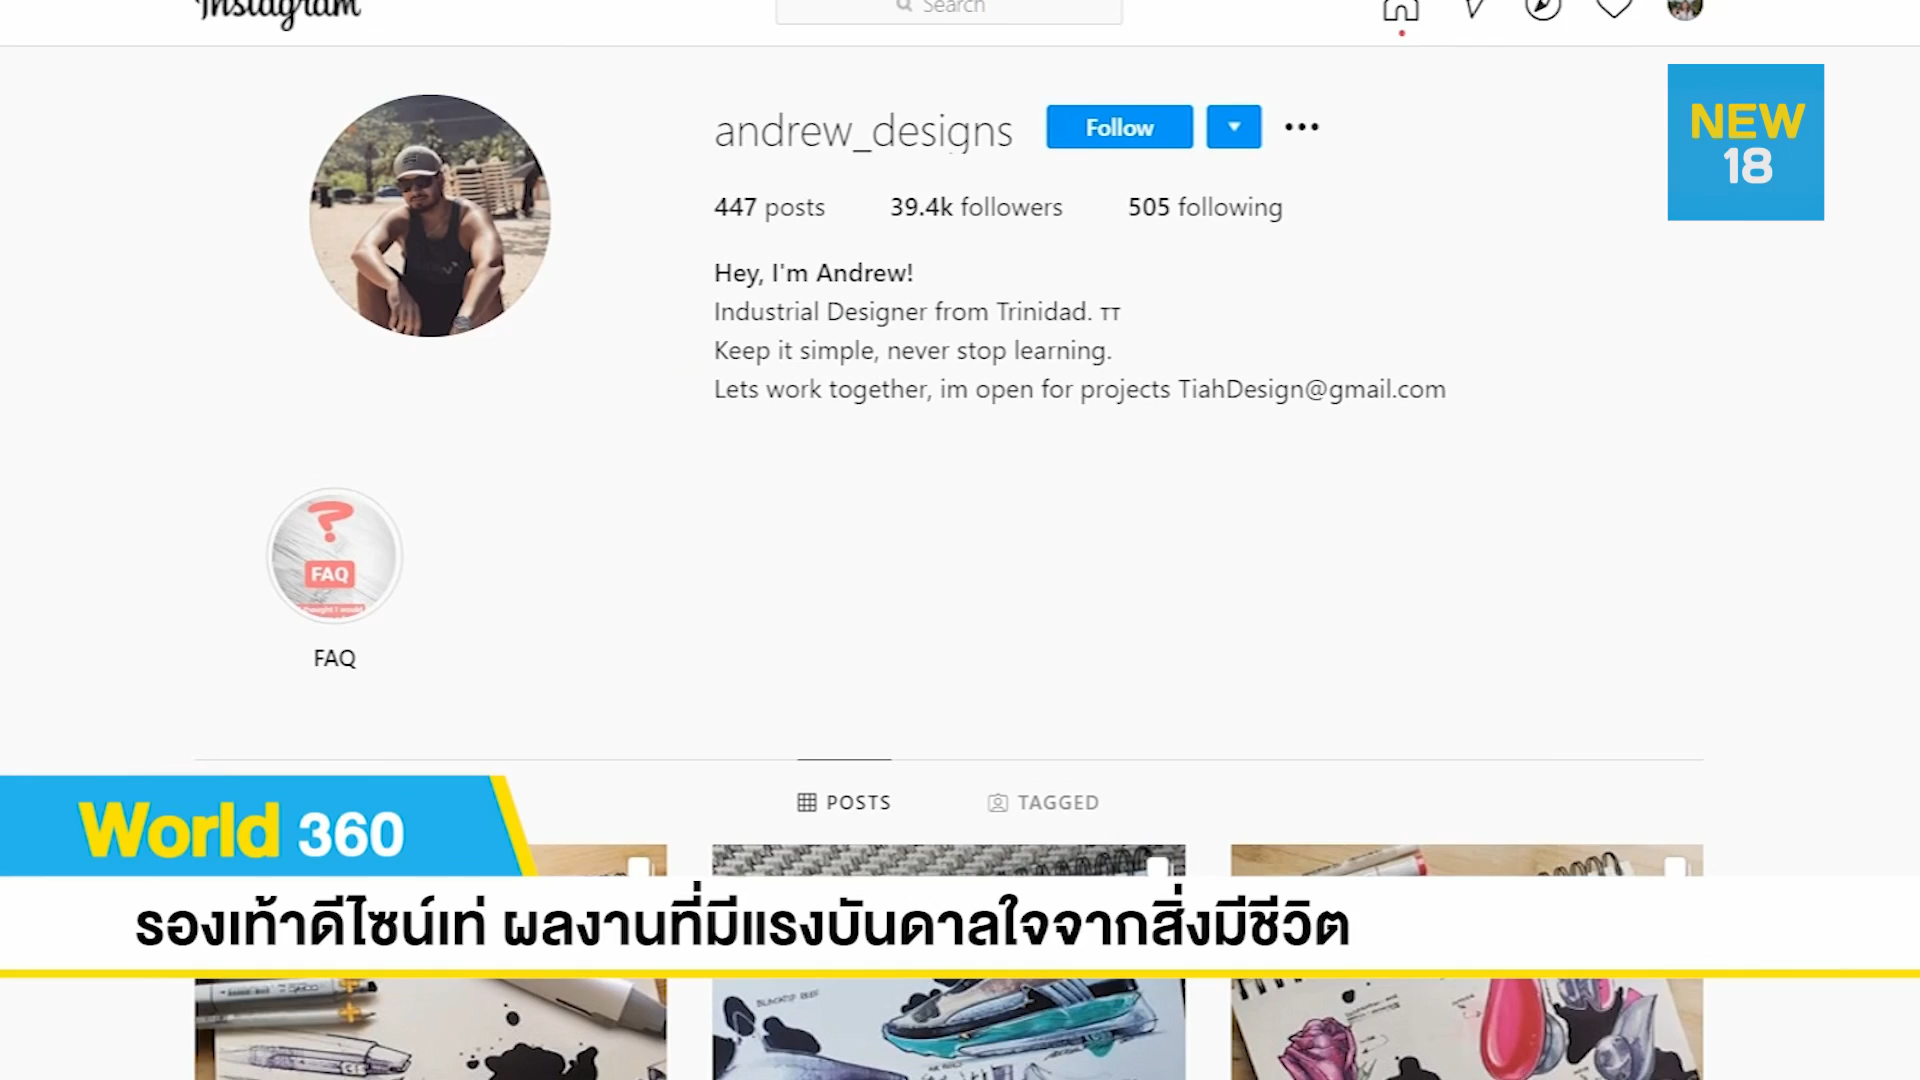 Instagram
Search
andrew_designs
Follow
NEW
18
447 posts
39.4k followers
505 following
Hey, I'm Andrew!
Industrial Designer from Trinidad. TT
Keep it simple, never stop learning.
Lets work together, im open for projects TiahDesign@gmail.com
?
FAQ
thought I would
FAQ
POSTS
TAGGED
World 360
รองเท้าดีไซน์เท่ ผลงานที่มีแรงบันดาลใจจากสิ่งมีชีวิต
BLACKTIP REEF